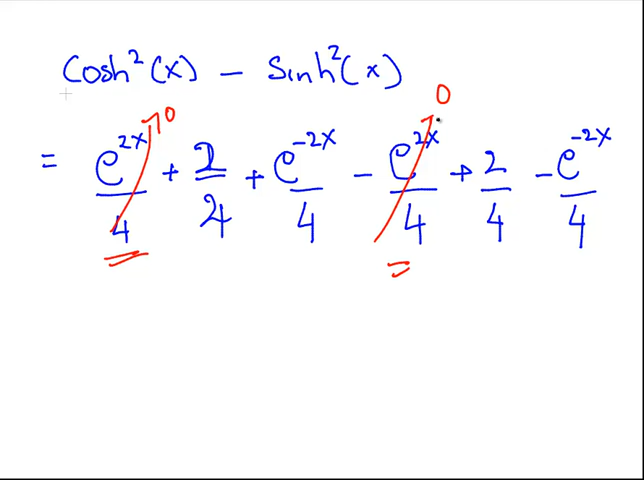 Cosh²(x) − Sinh²(x)
= e^{2x}/4 + 2/4 + e^{-2x}/4 − e^{2x}/4 + 2/4 − e^{-2x}/4
0 0